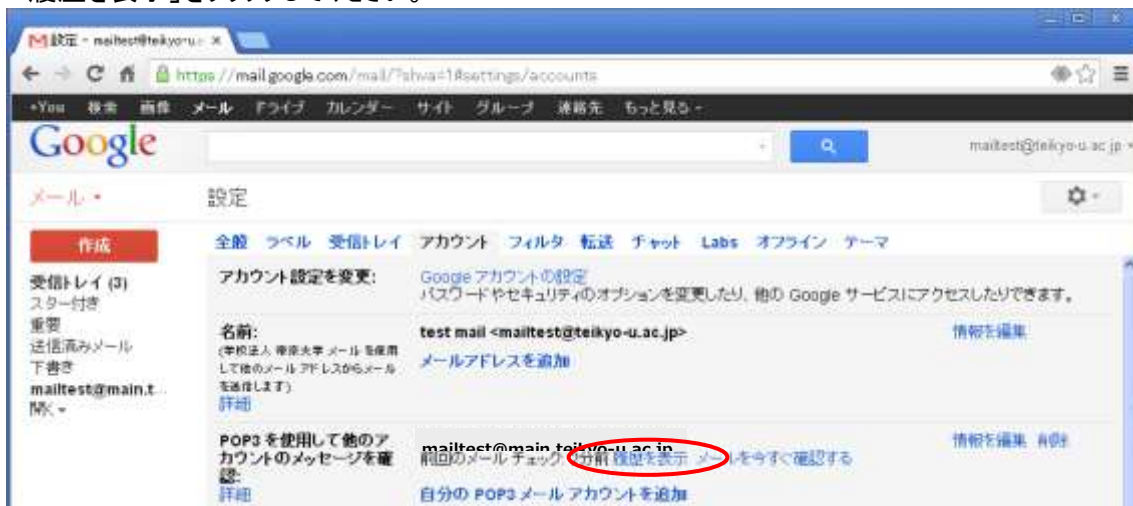 「履歴を表示」をクリックしてください。
設定 - mailtest@teikyo-u
https://mail.google.com/mail/?shva=1#settings/accounts
+You 検索 画像 メール ドライブ カレンダー サイト グループ 連絡先 もっと見る
Google
mailtest@teikyo-u.ac.jp
メール
設定
作成
全般 ラベル 受信トレイ アカウント フィルタ 転送 チャット Labs オフライン テーマ
受信トレイ (3)
スター付き
重要
送信済みメール
下書き
mailtest@main.t...
開く
アカウント設定を変更:
Google アカウントの設定
パスワードやセキュリティのオプションを変更したり、他の Google サービスにアクセスしたりできます。
名前:
(学校法人 帝京大学 メール を使用
して他のメール アドレスからメール
を送信します)
詳細
test mail <mailtest@teikyo-u.ac.jp>
情報を編集
メールアドレスを追加
POP3 を使用して他のア
カウントのメッセージを確
認:
詳細
mailtest@main.teikyo-u.ac.jp
情報を編集 削除
前回のメール チェック: 分前 履歴を表示 メールを今すぐ確認する
自分の POP3 メール アカウントを追加